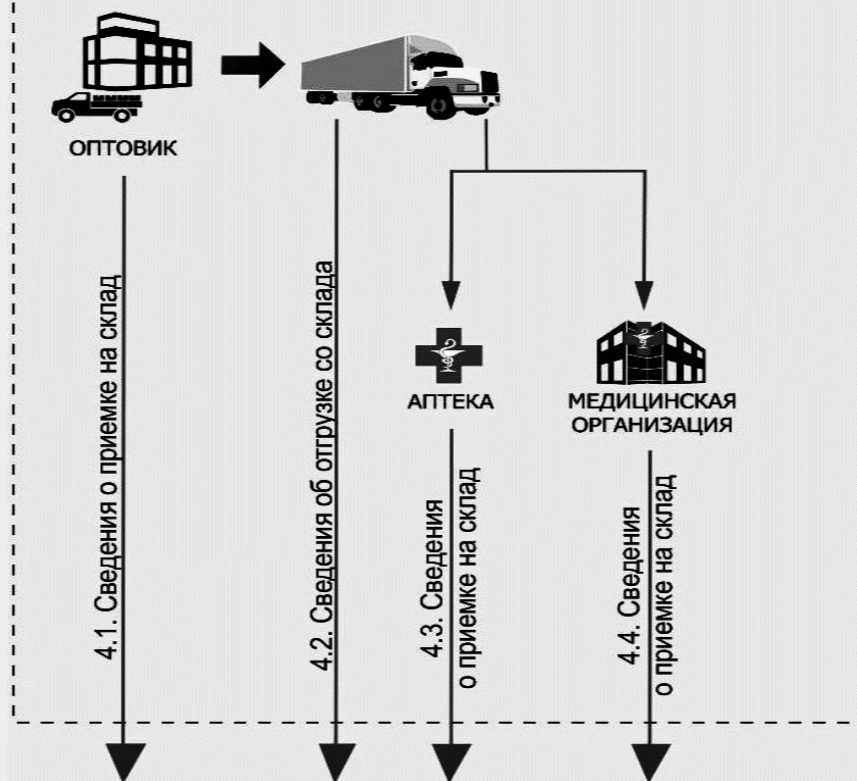 ОПТОВИК
АПТЕКА
МЕДИЦИНСКАЯ
ОРГАНИЗАЦИЯ
4.1. Сведения о приемке на склад
4.2. Сведения об отгрузке со склада
4.3. Сведения
о приемке на склад
4.4. Сведения
о приемке на склад